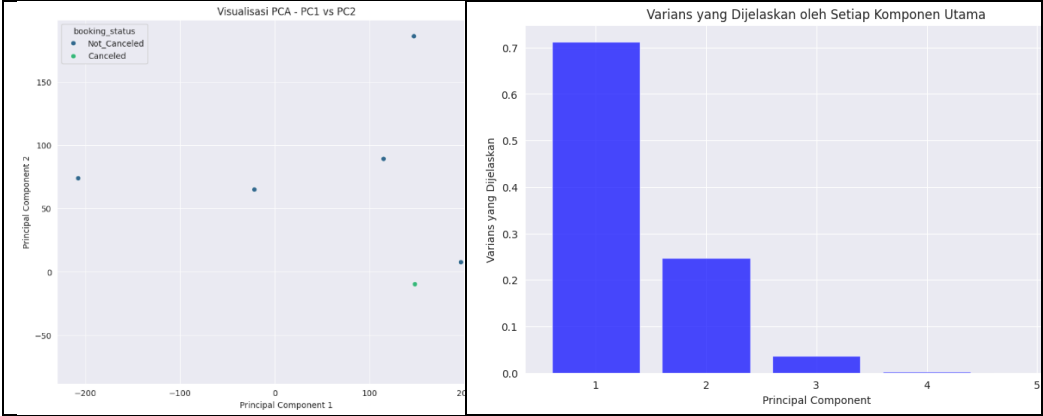 Visualisasi PCA - PC1 vs PC2
booking_status
Not_Canceled
Canceled
150
100
50
0
−50
Principal Component 2
−200
−100
0
100
20
Principal Component 1
Varians yang Dijelaskan oleh Setiap Komponen Utama
0.7
0.6
0.5
0.4
0.3
0.2
0.1
0.0
Varians yang Dijelaskan
1
2
3
4
5
Principal Component